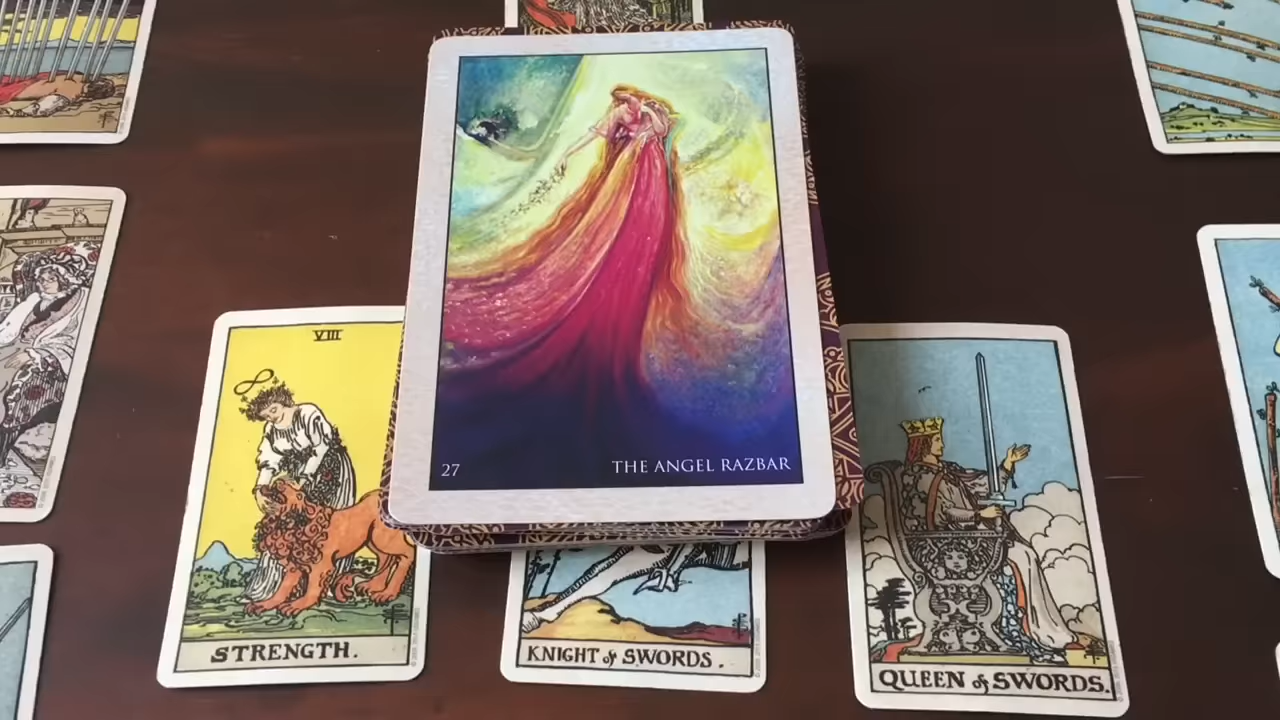 27
THE ANGEL RAZBAR
VIII
STRENGTH.
KNIGHT of SWORDS.
QUEEN of SWORDS.